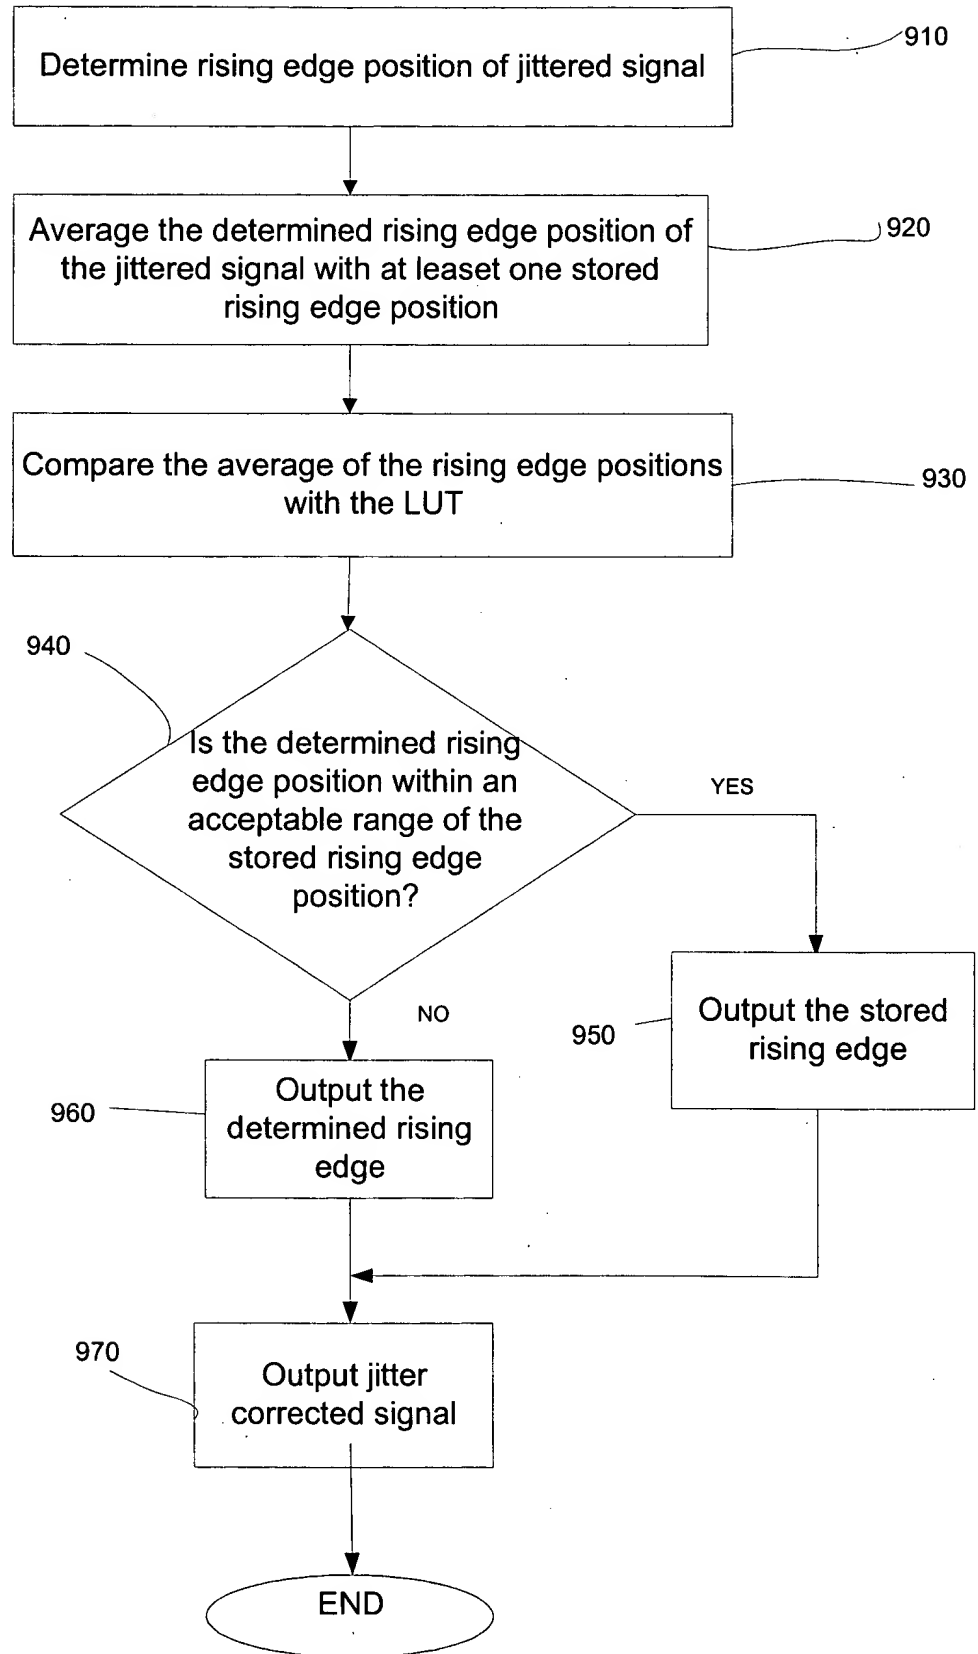 Determine rising edge position of jittered signal
910
Average the determined rising edge position of
the jittered signal with at leaset one stored
rising edge position
920
Compare the average of the rising edge positions
with the LUT
930
940
Is the determined rising
edge position within an
acceptable range of the
stored rising edge
position?
YES
NO
950
Output the stored
rising edge
960
Output the
determined rising
edge
970
Output jitter
corrected signal
END